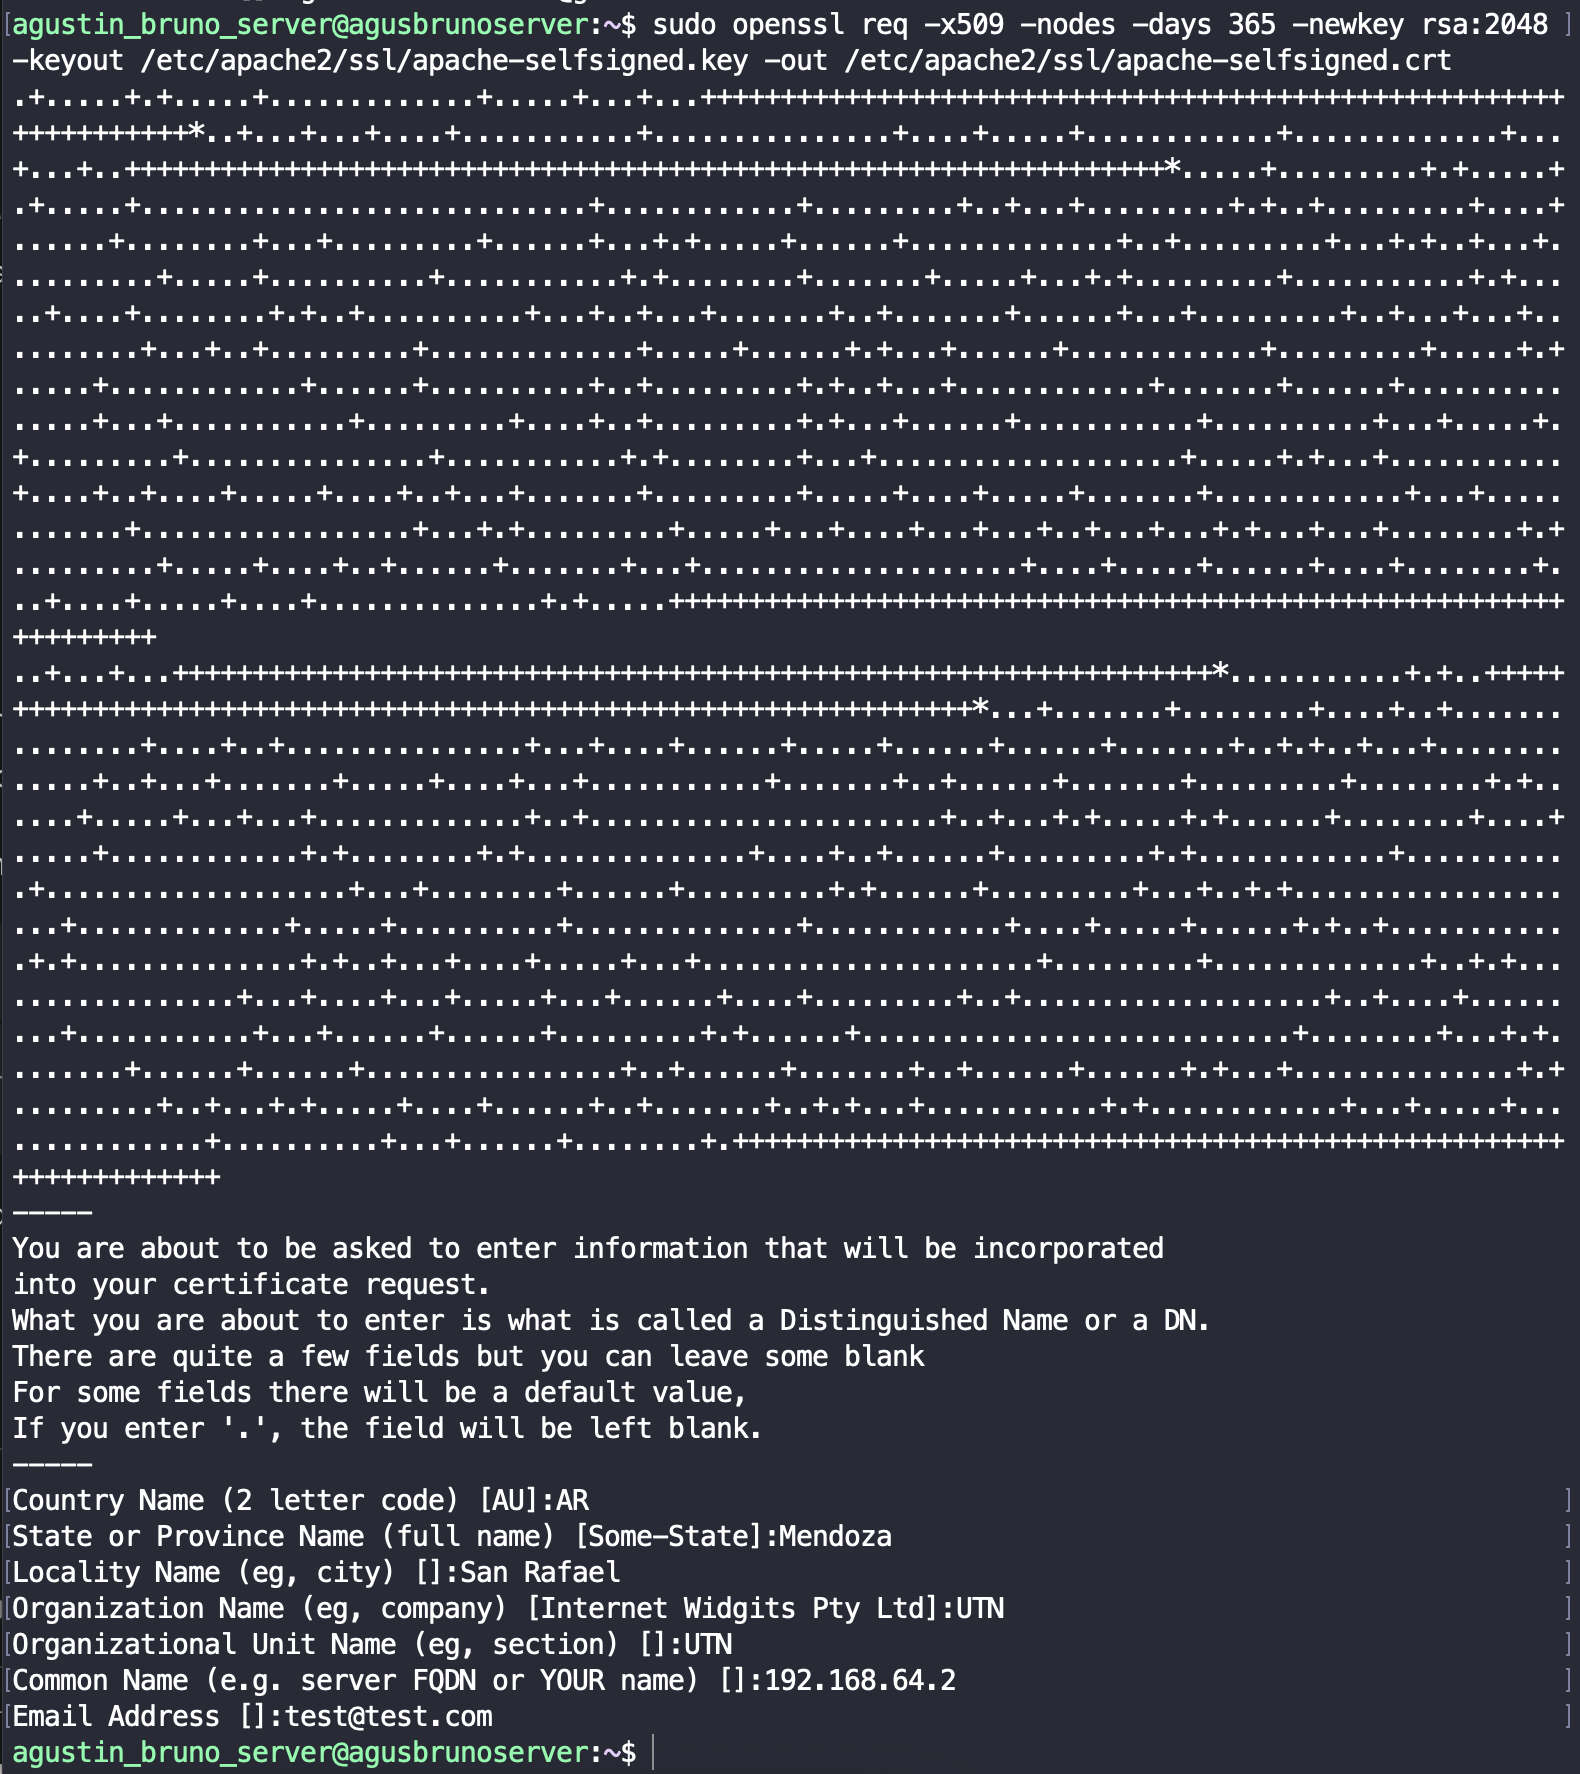 agustin_bruno_server@agusbrunoserver:~$ sudo openssl req -x509 -nodes -days 365 -newkey rsa:2048
-keyout /etc/apache2/ssl/apache-selfsigned.key -out /etc/apache2/ssl/apache-selfsigned.crt
-----
You are about to be asked to enter information that will be incorporated
into your certificate request.
What you are about to enter is what is called a Distinguished Name or a DN.
There are quite a few fields but you can leave some blank
For some fields there will be a default value,
If you enter '.', the field will be left blank.
-----
Country Name (2 letter code) [AU]:AR
State or Province Name (full name) [Some-State]:Mendoza
Locality Name (eg, city) []:San Rafael
Organization Name (eg, company) [Internet Widgits Pty Ltd]:UTN
Organizational Unit Name (eg, section) []:UTN
Common Name (e.g. server FQDN or YOUR name) []:192.168.64.2
Email Address []:test@test.com
agustin_bruno_server@agusbrunoserver:~$